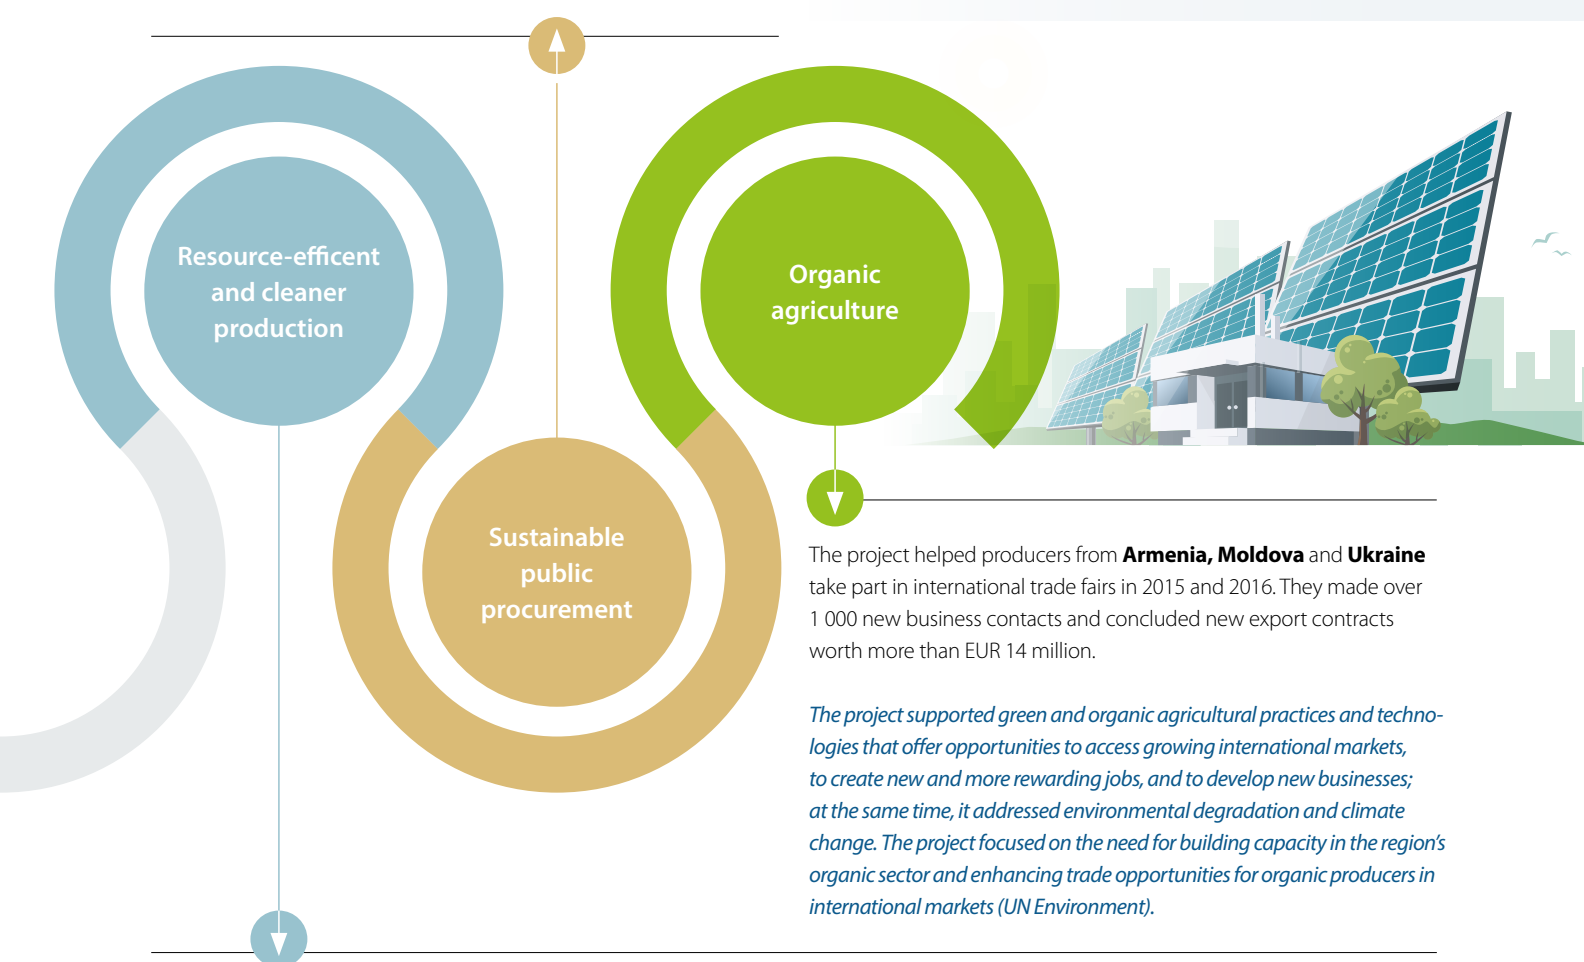 Resource-efficent
and cleaner
production
Organic
agriculture
Sustainable
public
procurement
The project helped producers from Armenia, Moldova and Ukraine
take part in international trade fairs in 2015 and 2016. They made over
1 000 new business contacts and concluded new export contracts
worth more than EUR 14 million.
The project supported green and organic agricultural practices and techno-
logies that offer opportunities to access growing international markets,
to create new and more rewarding jobs, and to develop new businesses;
at the same time, it addressed environmental degradation and climate
change. The project focused on the need for building capacity in the region's
organic sector and enhancing trade opportunities for organic producers in
international markets (UN Environment).